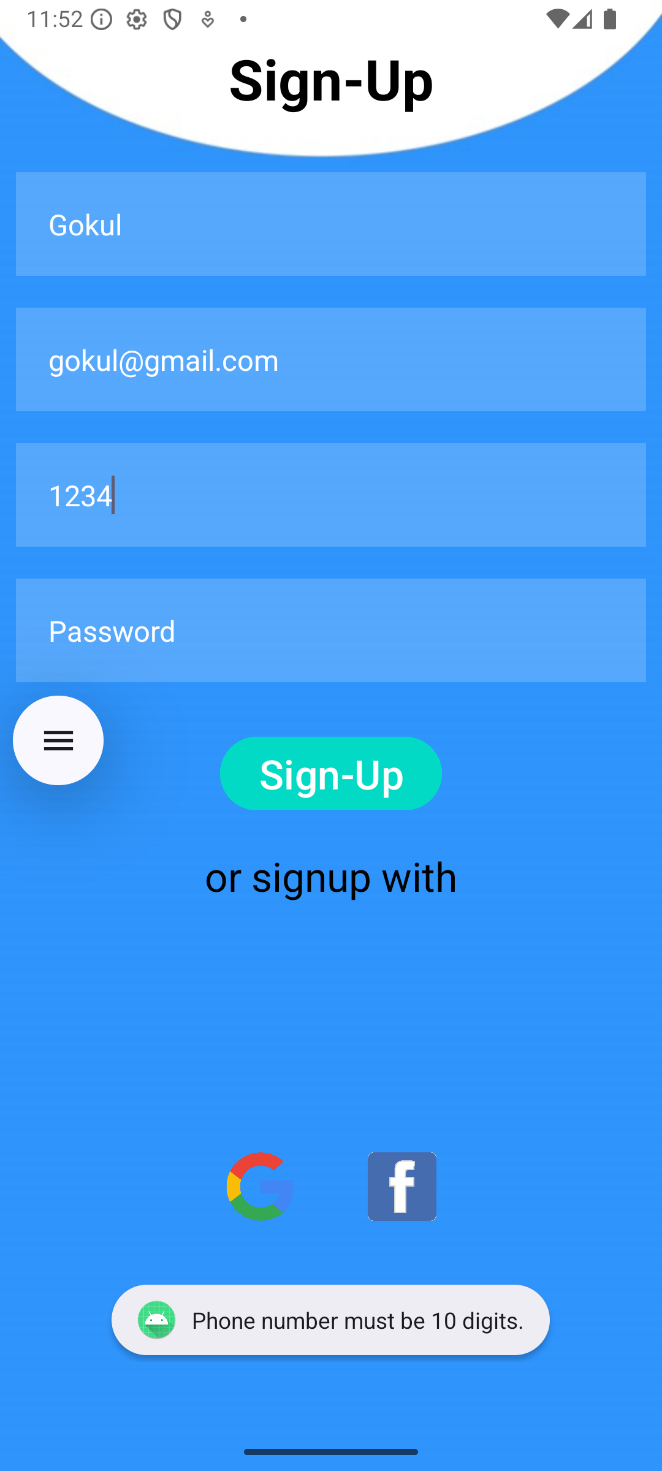 11:52
Sign-Up
Gokul
gokul@gmail.com
1234
Password
Sign-Up
or signup with
Phone number must be 10 digits.